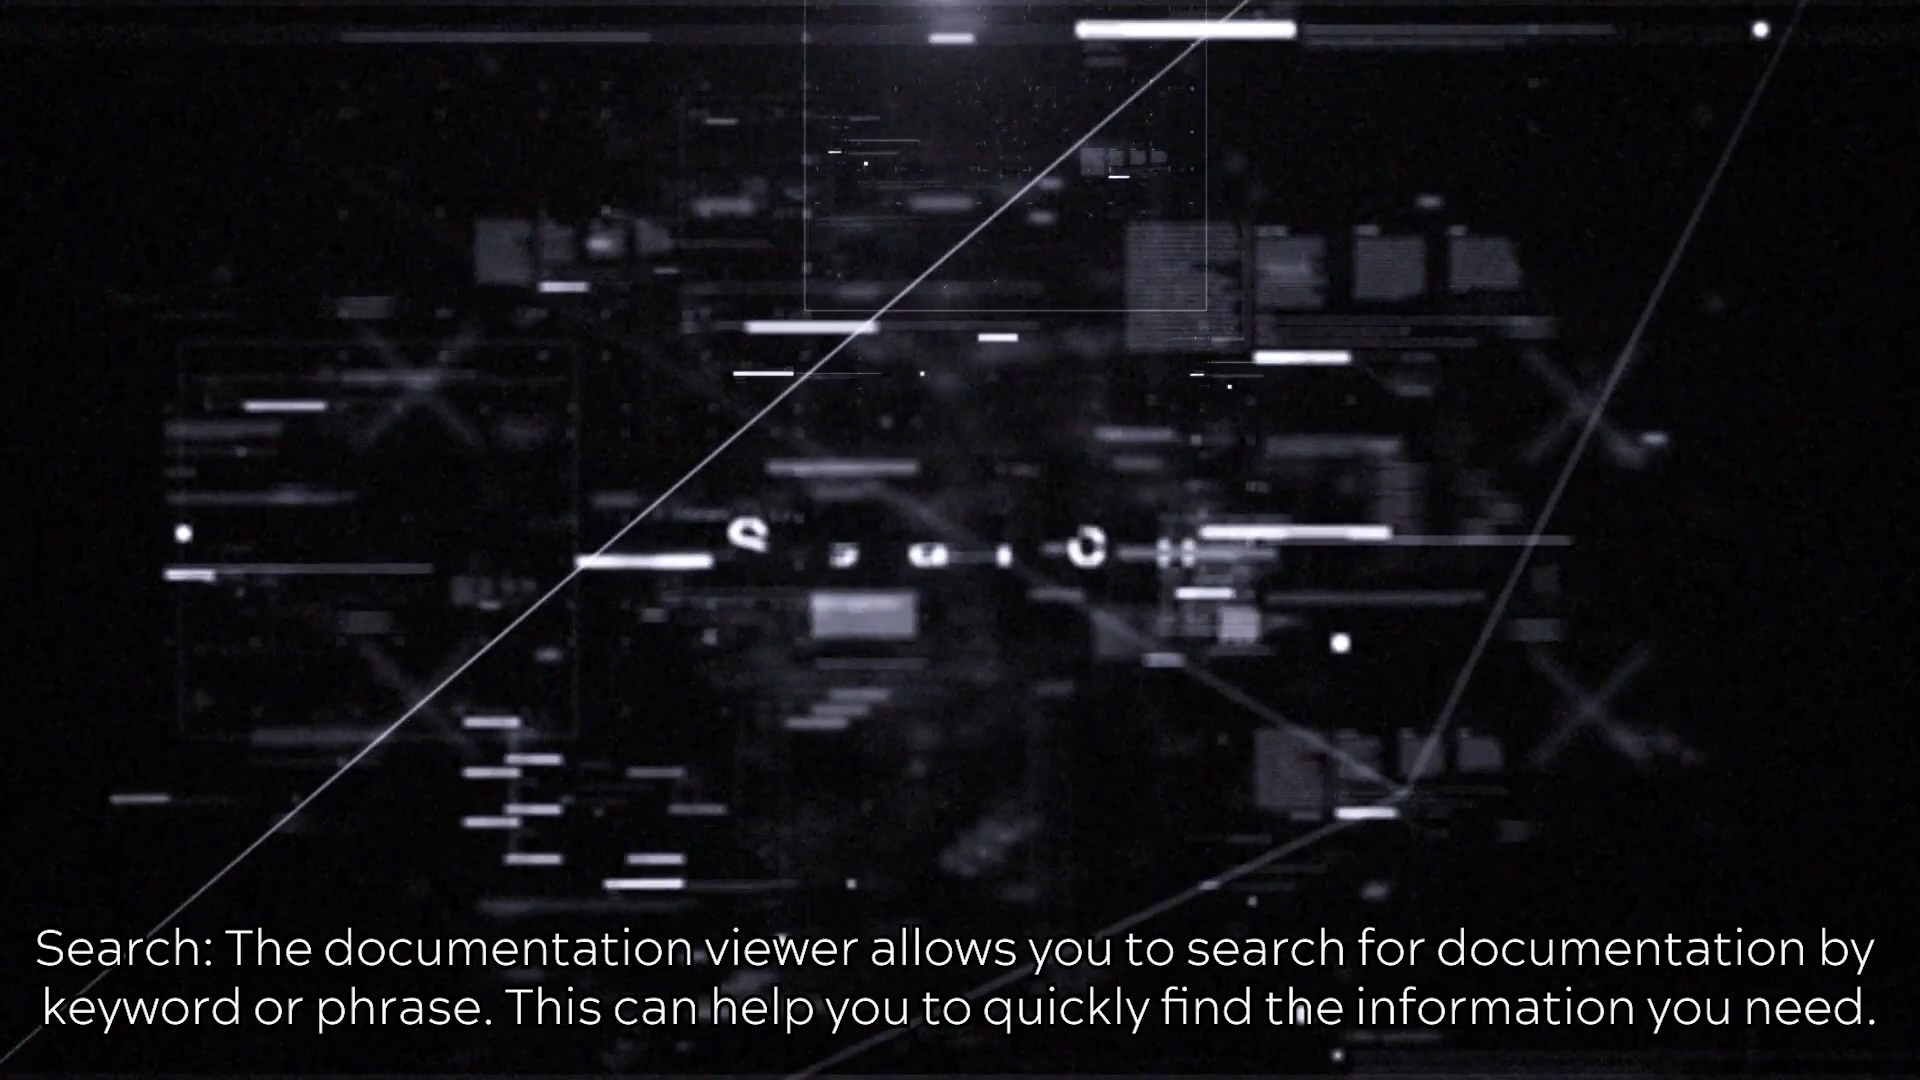 Search: The documentation viewer allows you to search for documentation by
keyword or phrase. This can help you to quickly find the information you need.